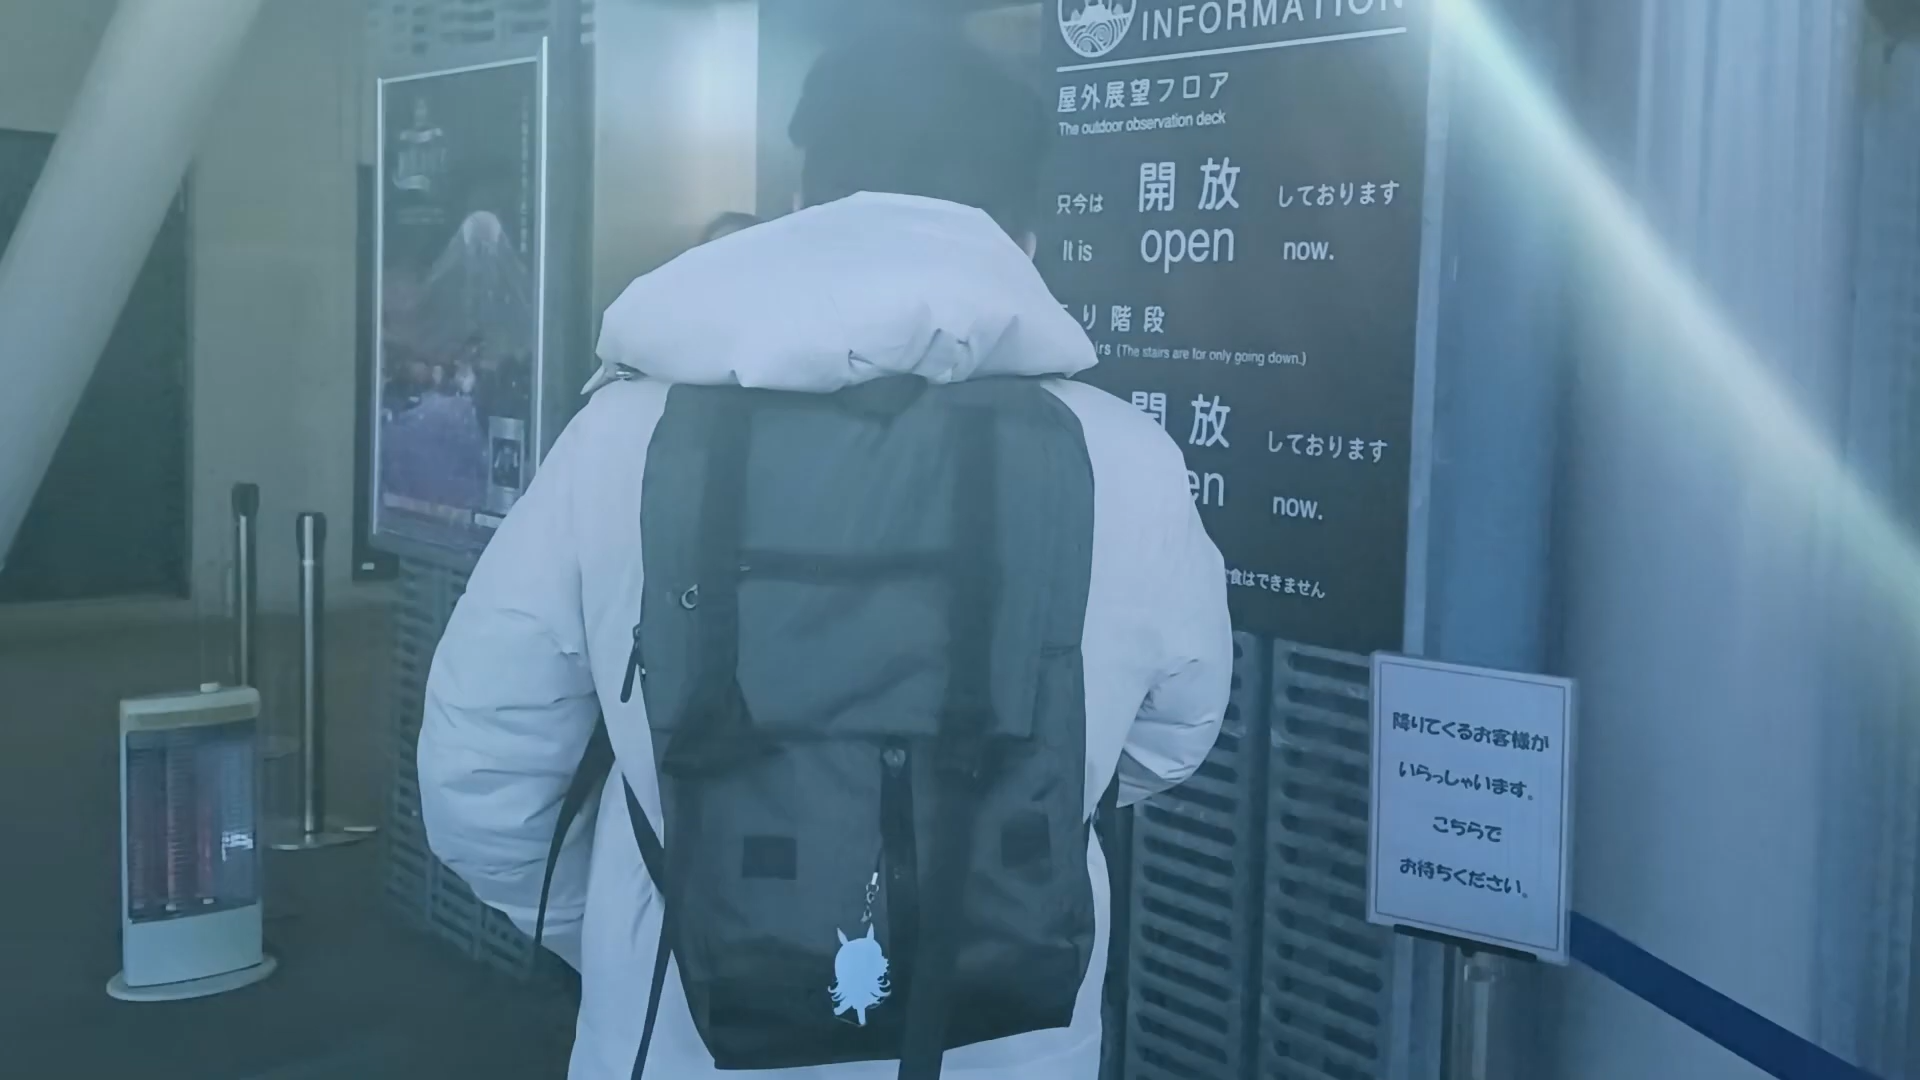 INFORMATION
屋外展望フロア
The outdoor observation deck
只今は 開放 しております
It is open now.
り階段
(The stairs are for only going down.)
開放 しております
now.
食はできません
降りてくるお客様が
いらっしゃいます。
こちらで
お待ちください。